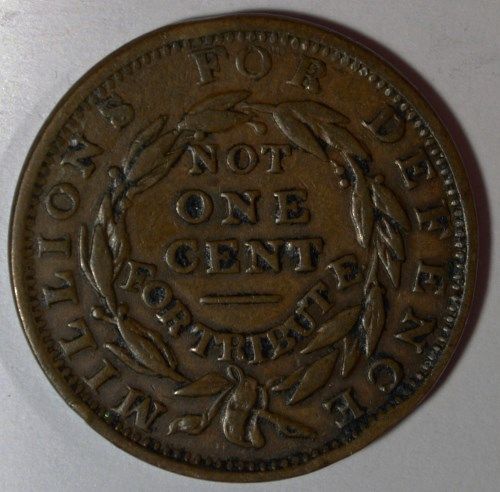 MILLIONS FOR DEFENCE
NOT
ONE
CENT
FOR TRIBUTE